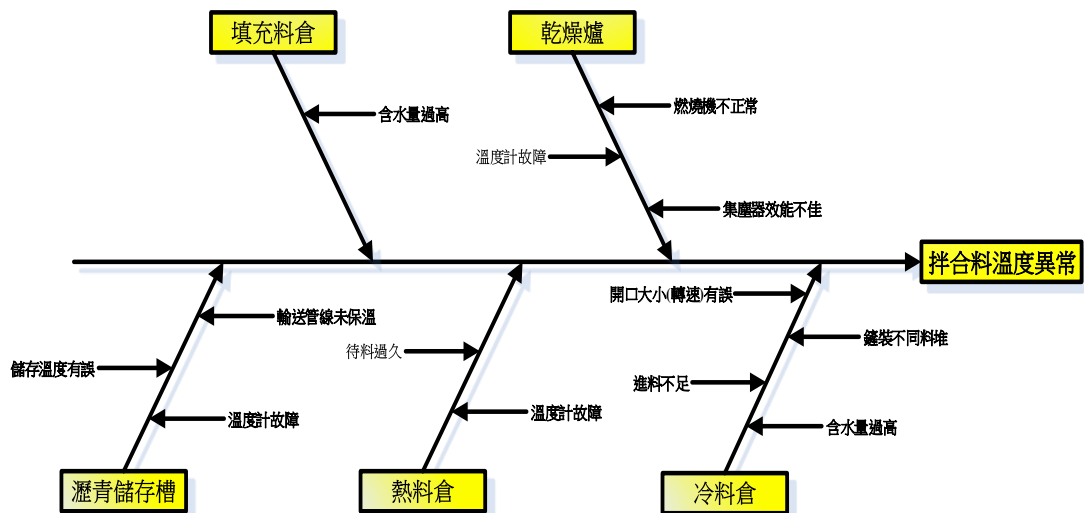 填充料倉
乾燥爐
含水量過高
燃燒機不正常
溫度計故障
集塵器效能不佳
拌合料溫度異常
開口大小(轉速)有誤
輸送管線未保溫
鏟裝不同料堆
待料過久
儲存溫度有誤
進料不足
溫度計故障
溫度計故障
含水量過高
瀝青儲存槽
熱料倉
冷料倉